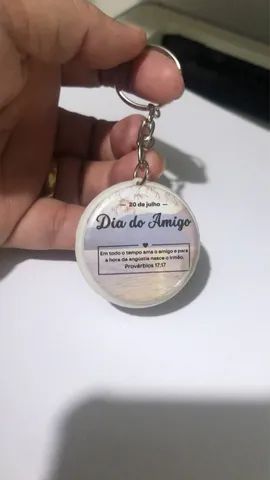 — 20 de julho —
Dia do Amigo
Em todo o tempo ama o amigo e para
a hora da angústia nasce o irmão.
Provérbios 17:17